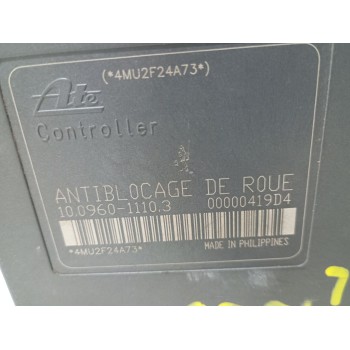 (*4MU2F24A73*)
Ate
Controller
ANTIBLOCAGE DE ROUE
10.0960-1110.3 00000419D4
*4MU2F24A73*
MADE IN PHILIPPINES